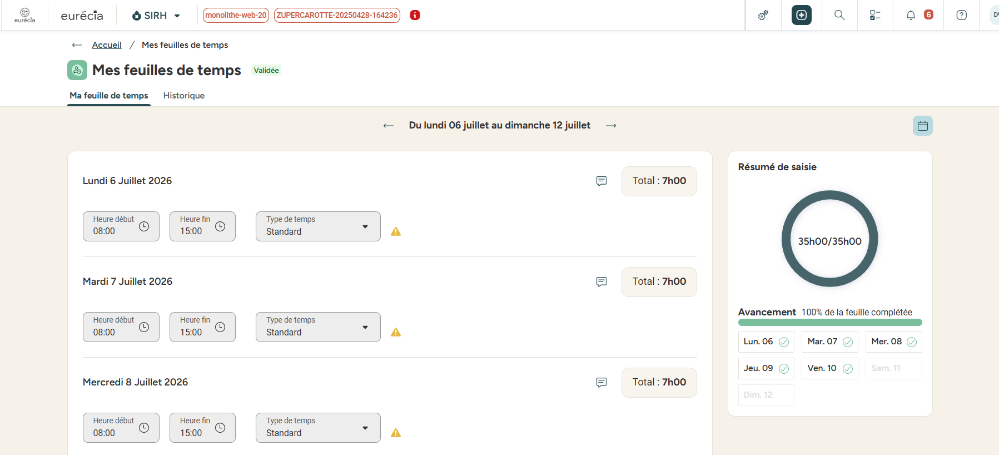 eurécia
eurécia
SIRH
monolithe-web-20
ZUPERCAROTTE-20250428-164236
6
Accueil / Mes feuilles de temps
Mes feuilles de temps
Validée
Ma feuille de temps
Historique
Du lundi 06 juillet au dimanche 12 juillet
Lundi 6 Juillet 2026
Total : 7h00
Heure début
08:00
Heure fin
15:00
Type de temps
Standard
Mardi 7 Juillet 2026
Total : 7h00
Heure début
08:00
Heure fin
15:00
Type de temps
Standard
Mercredi 8 Juillet 2026
Total : 7h00
Heure début
08:00
Heure fin
15:00
Type de temps
Standard
Résumé de saisie
35h00/35h00
Avancement 100% de la feuille complétée
Lun. 06
Mar. 07
Mer. 08
Jeu. 09
Ven. 10
Sam. 11
Dim. 12